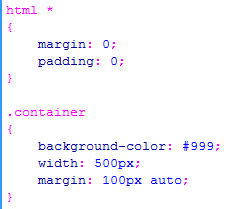 html *
{
    margin: 0;
    padding: 0;
}

.container
{
    background-color: #999;
    width: 500px;
    margin: 100px auto;
}